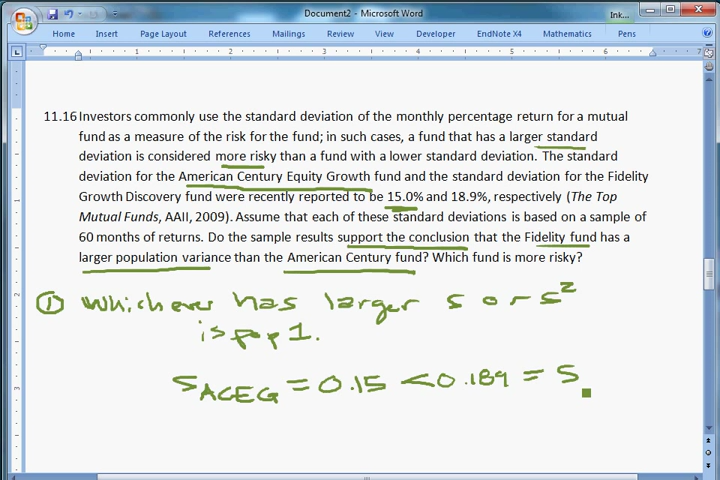 Document2 - Microsoft Word
Ink...
Home Insert Page Layout References Mailings Review View Developer EndNote X4 Mathematics Pens
11.16 Investors commonly use the standard deviation of the monthly percentage return for a mutual
fund as a measure of the risk for the fund; in such cases, a fund that has a larger standard
deviation is considered more risky than a fund with a lower standard deviation. The standard
deviation for the American Century Equity Growth fund and the standard deviation for the Fidelity
Growth Discovery fund were recently reported to be 15.0% and 18.9%, respectively (The Top
Mutual Funds, AAII, 2009). Assume that each of these standard deviations is based on a sample of
60 months of returns. Do the sample results support the conclusion that the Fidelity fund has a
larger population variance than the American Century fund? Which fund is more risky?
① Whichever has larger s or s²
is pop 1.
S_ACEG = 0.15 < 0.189 = S